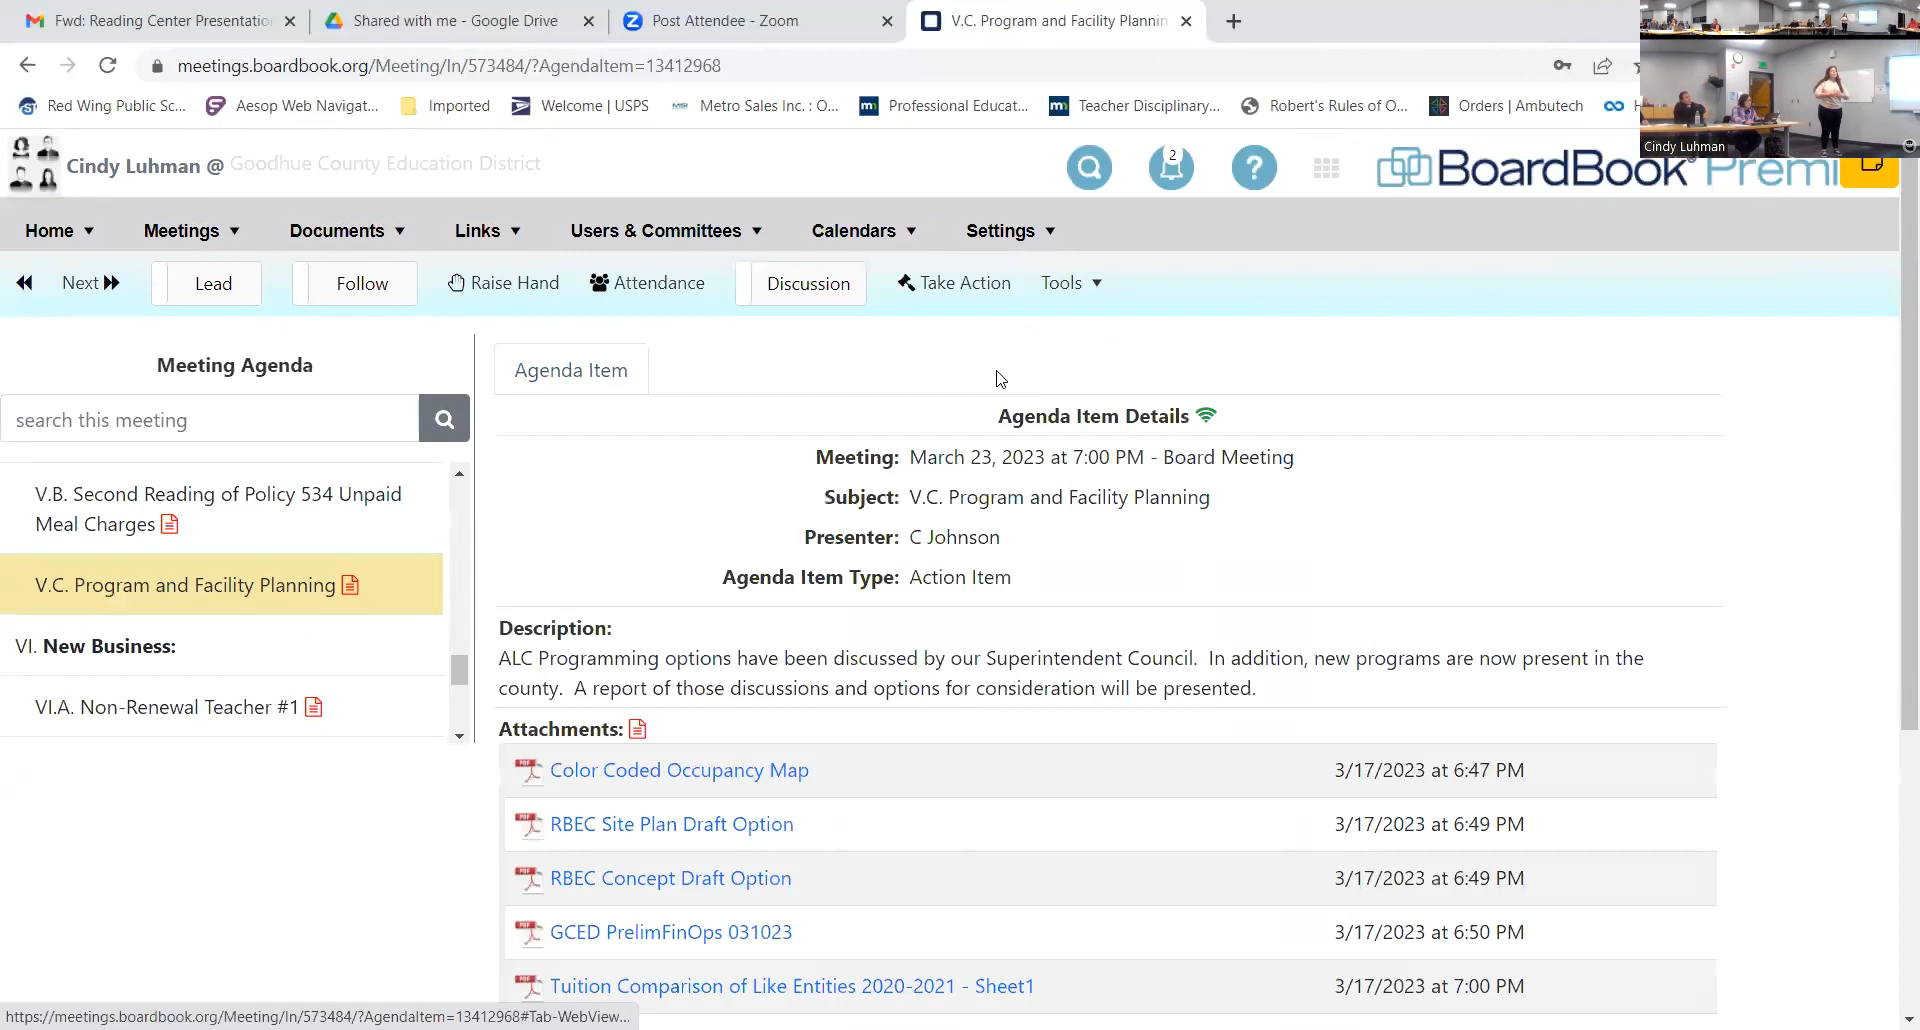 Fwd: Reading Center Presentatio
Shared with me - Google Drive
Post Attendee - Zoom
V.C. Program and Facility Plannin
meetings.boardbook.org/Meeting/In/573484/?AgendaItem=13412968
Red Wing Public Sc...
Aesop Web Navigat...
Imported
Welcome | USPS
Metro Sales Inc. : O...
Professional Educat...
Teacher Disciplinary...
Robert's Rules of O...
Orders | Ambutech
Cindy Luhman
Cindy Luhman @ Goodhue County Education District
2
BoardBook Premi
Home
Meetings
Documents
Links
Users & Committees
Calendars
Settings
Next
Lead
Follow
Raise Hand
Attendance
Discussion
Take Action
Tools
Meeting Agenda
search this meeting
V.B. Second Reading of Policy 534 Unpaid
Meal Charges
V.C. Program and Facility Planning
VI. New Business:
VI.A. Non-Renewal Teacher #1
Agenda Item
Agenda Item Details
Meeting: March 23, 2023 at 7:00 PM - Board Meeting
Subject: V.C. Program and Facility Planning
Presenter: C Johnson
Agenda Item Type: Action Item
Description:
ALC Programming options have been discussed by our Superintendent Council. In addition, new programs are now present in the
county. A report of those discussions and options for consideration will be presented.
Attachments:
Color Coded Occupancy Map 3/17/2023 at 6:47 PM
RBEC Site Plan Draft Option 3/17/2023 at 6:49 PM
RBEC Concept Draft Option 3/17/2023 at 6:49 PM
GCED PrelimFinOps 031023 3/17/2023 at 6:50 PM
Tuition Comparison of Like Entities 2020-2021 - Sheet1 3/17/2023 at 7:00 PM
https://meetings.boardbook.org/Meeting/In/573484/?AgendaItem=13412968#Tab-WebView...